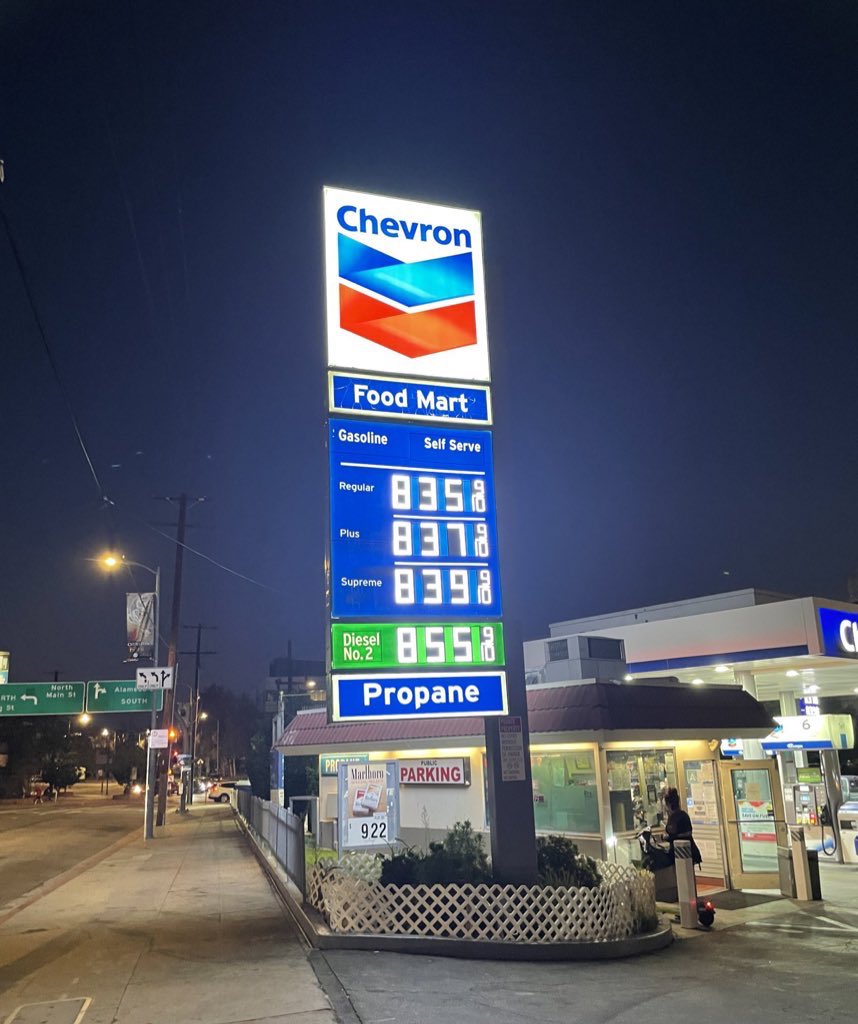 Chevron
Food Mart
Gasoline Self Serve
Regular 835 9/10
Plus 837 9/10
Supreme 839 9/10
Diesel No. 2 855 9/10
Propane
North
Main St
SOUTH
PUBLIC
PARKING
Marlboro
922
6